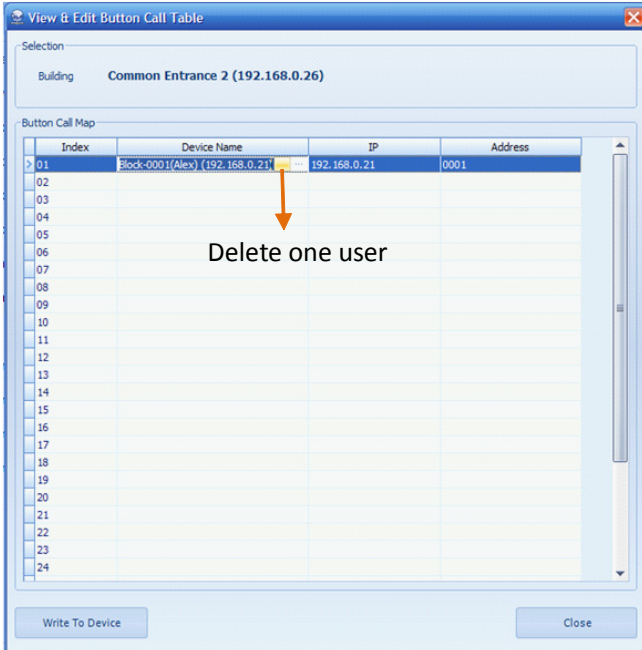 View & Edit Button Call Table
Selection
Building Common Entrance 2 (192.168.0.26)
Button Call Map
Index Device Name IP Address
01 Block-0001(Alex) (192.168.0.21) ... 192.168.0.21 0001
02
03
04
05
06
07
08
09
10
11
12
13
14
15
16
17
18
19
20
21
22
23
24
Delete one user
Write To Device Close